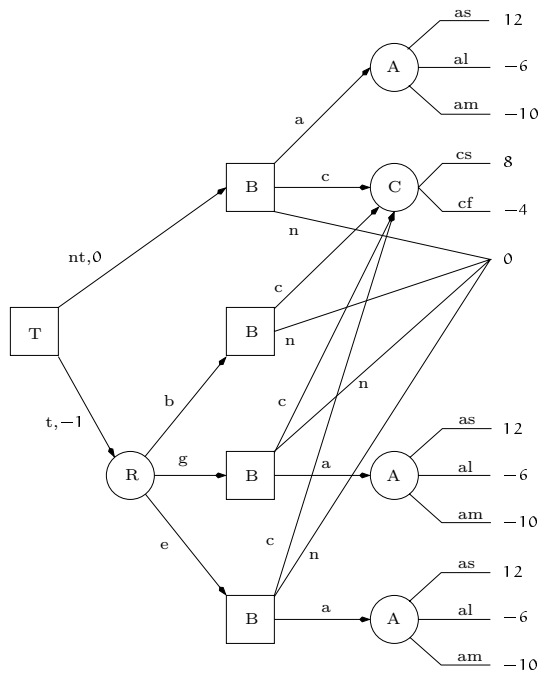 as 12
A al −6
a am −10
cs 8
B c C
cf −4
n
nt,0 0
c
T B
n
n
b c
t,−1 as 12
g a
R B A al −6
am −10
c
e n
as 12
a
B A al −6
am −10